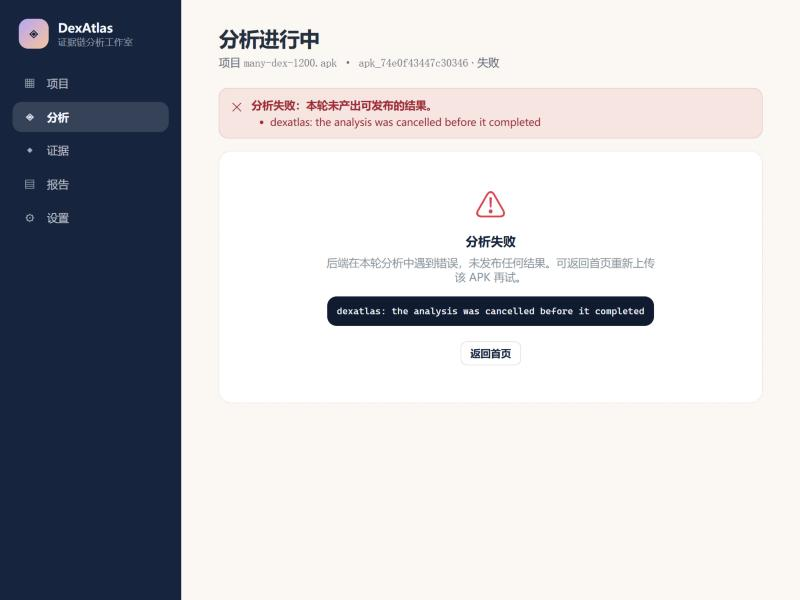 DexAtlas
证据链分析工作室
项目
分析
证据
报告
设置
分析进行中
项目 many-dex-1200.apk • apk_74e0f43447c30346 · 失败
分析失败：本轮未产出可发布的结果。
• dexatlas: the analysis was cancelled before it completed
分析失败
后端在本轮分析中遇到错误，未发布任何结果。可返回首页重新上传
该 APK 再试。
dexatlas: the analysis was cancelled before it completed
返回首页